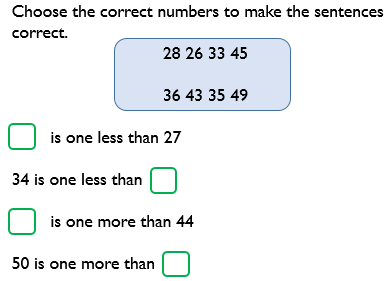 Choose the correct numbers to make the sentences
correct.
28 26 33 45
36 43 35 49
is one less than 27
34 is one less than
is one more than 44
50 is one more than